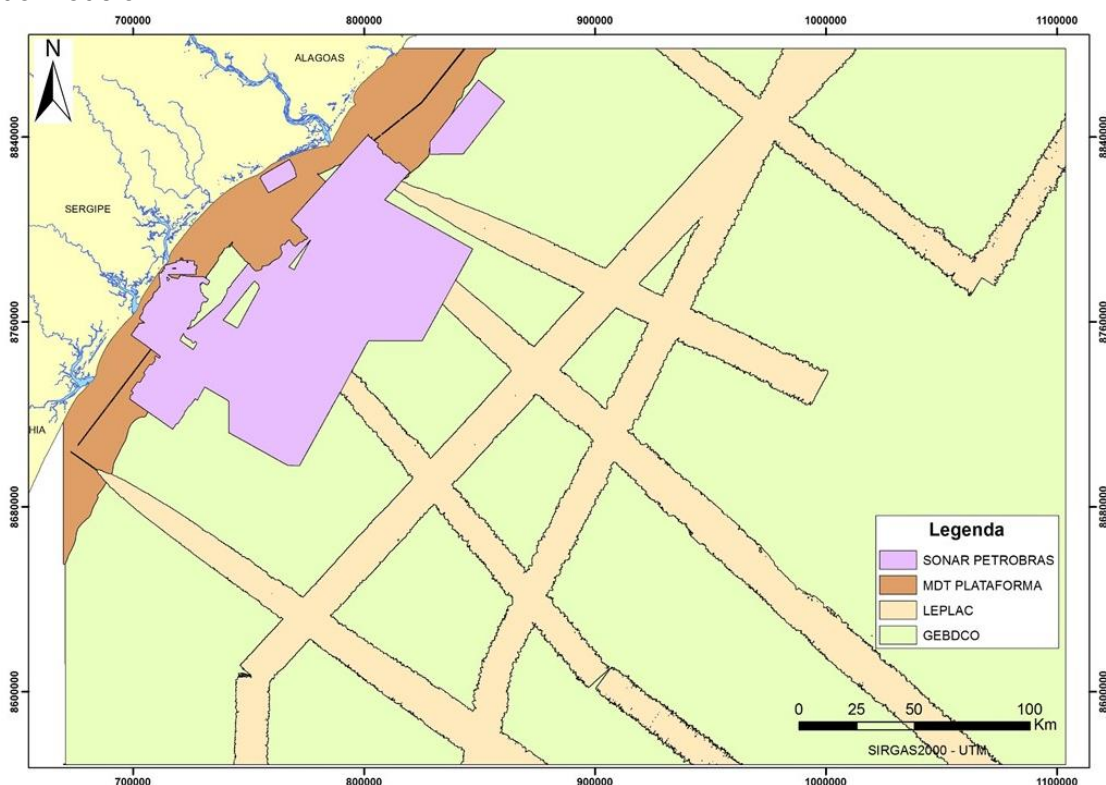 700000 800000 900000 1000000 1100000
N
ALAGOAS
8840000 8840000
SERGIPE
8760000 8760000
HIA
8680000 8680000
Legenda
SONAR PETROBRAS
MDT PLATAFORMA
LEPLAC
GEBDCO
8600000 8600000
0 25 50 100
Km
SIRGAS2000 - UTM
700000 800000 900000 1000000 1100000